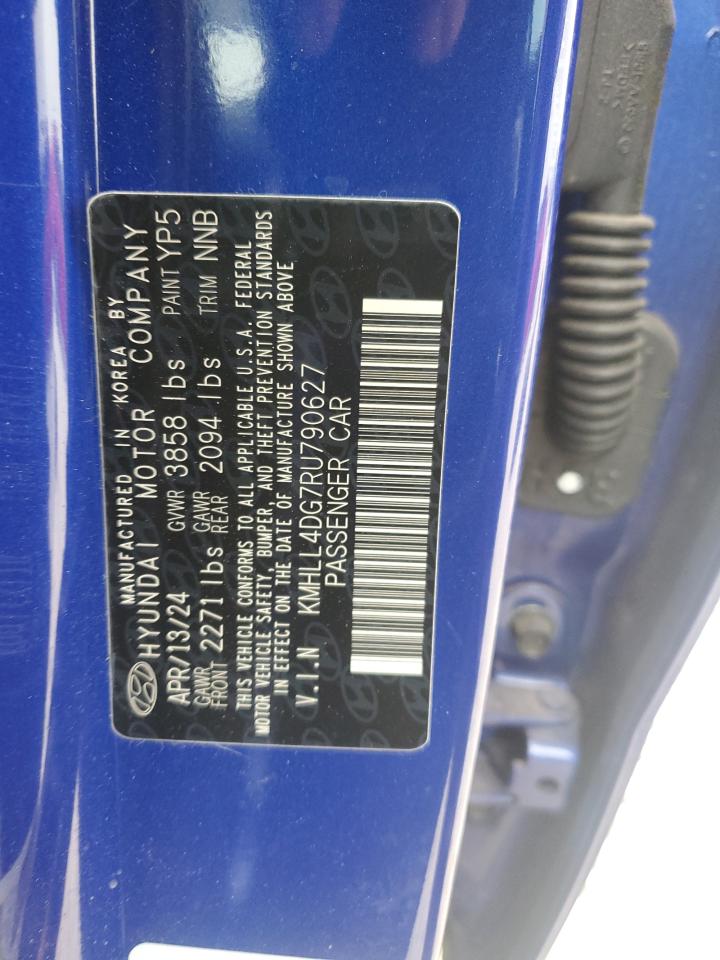 MANUFACTURED IN KOREA BY
HYUNDAI MOTOR COMPANY
APR/13/24 GVWR 3858 lbs PAINT YP5
GAWR FRONT 2271 lbs GAWR REAR 2094 lbs TRIM NNB
THIS VEHICLE CONFORMS TO ALL APPLICABLE U.S.A. FEDERAL
MOTOR VEHICLE SAFETY, BUMPER, AND THEFT PREVENTION STANDARDS
IN EFFECT ON THE DATE OF MANUFACTURE SHOWN ABOVE
V.I.N KMHLL4DG7RU790627
PASSENGER CAR